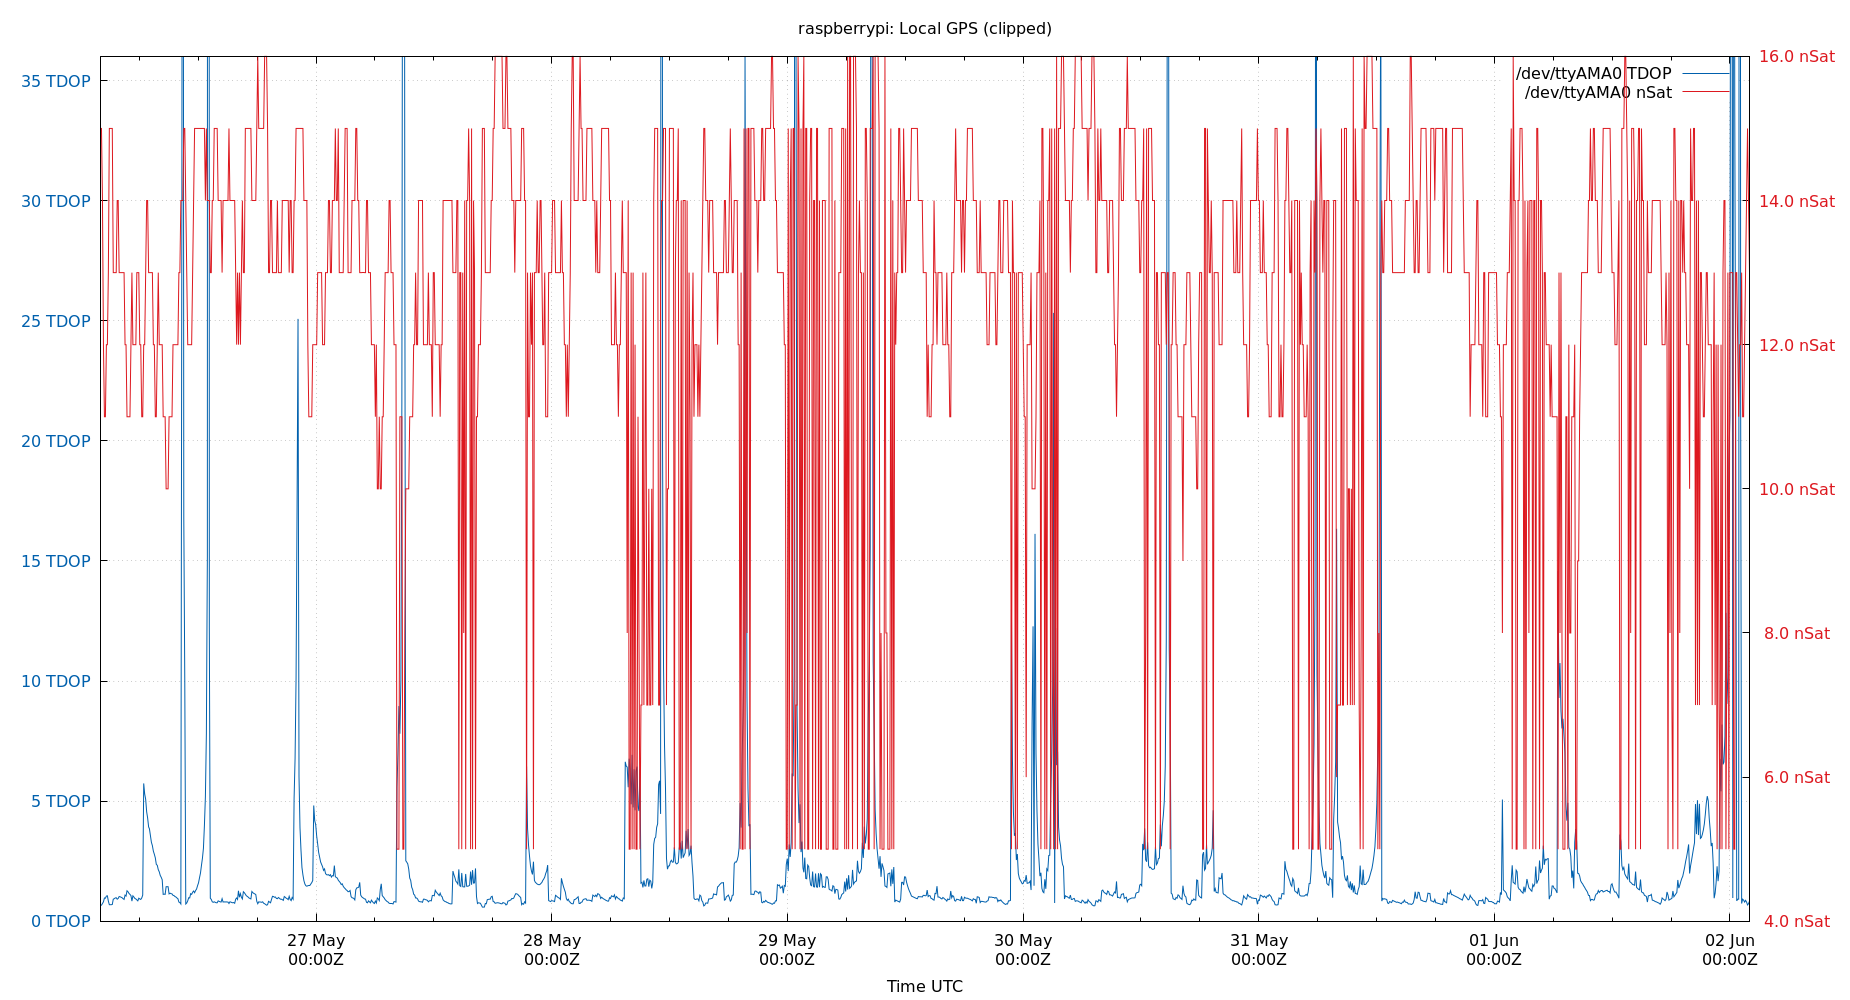 raspberrypi: Local GPS (clipped)
16.0 nSat
35 TDOP
/dev/ttyAMA0 TDOP
/dev/ttyAMA0 nSat
30 TDOP
14.0 nSat
25 TDOP
12.0 nSat
20 TDOP
10.0 nSat
15 TDOP
8.0 nSat
10 TDOP
6.0 nSat
5 TDOP
0 TDOP
4.0 nSat
27 May 28 May 29 May 30 May 31 May 01 Jun 02 Jun
00:00Z 00:00Z 00:00Z 00:00Z 00:00Z 00:00Z 00:00Z
Time UTC